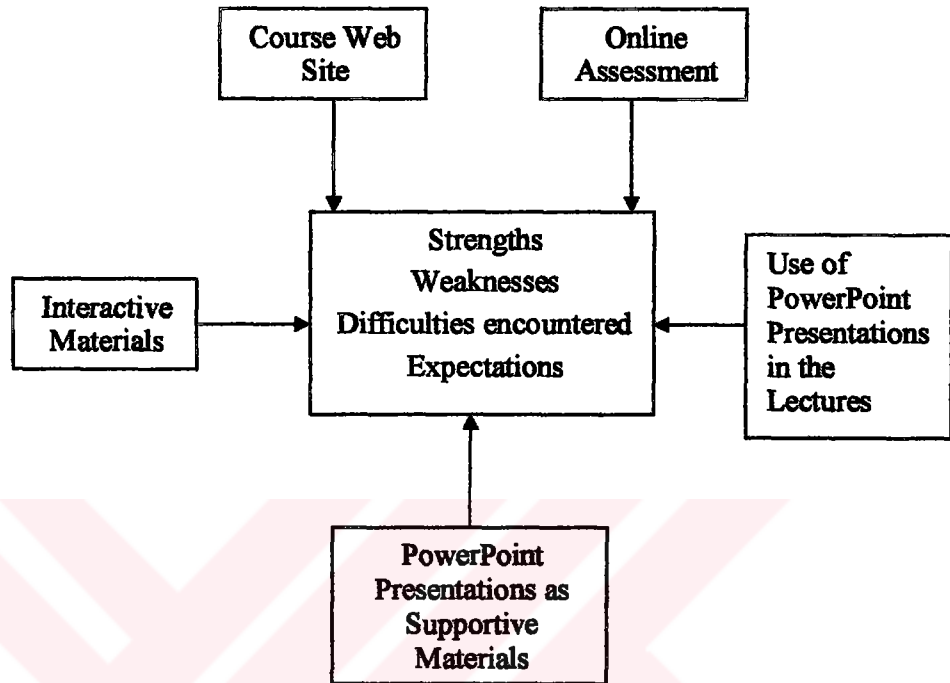 Course Web
Site
Online
Assessment
Strengths
Weaknesses
Difficulties encountered
Expectations
Interactive
Materials
Use of
PowerPoint
Presentations
in the
Lectures
PowerPoint
Presentations as
Supportive
Materials